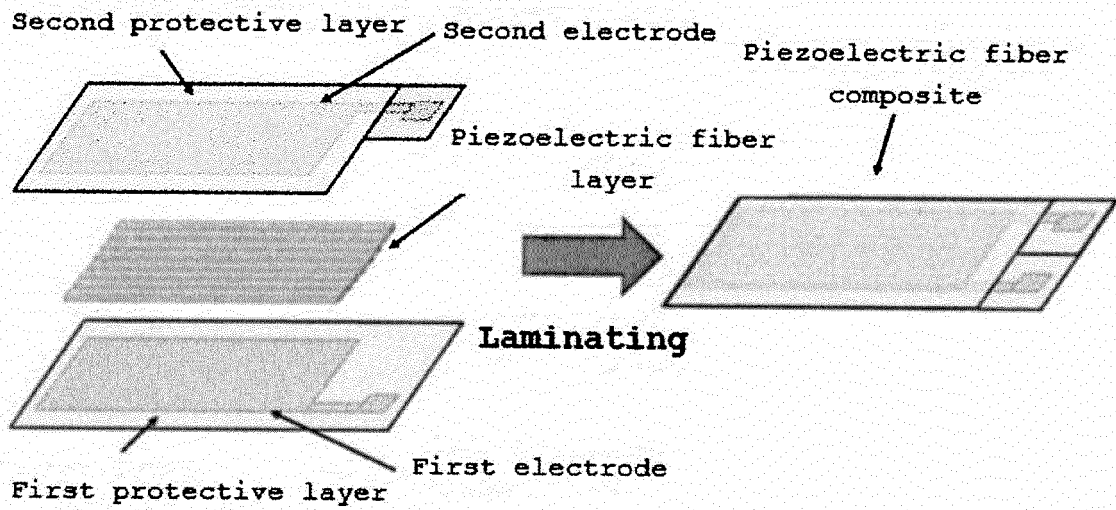 Second protective layer
Second electrode
Piezoelectric fiber
composite
Piezoelectric fiber
layer
Laminating
First electrode
First protective layer